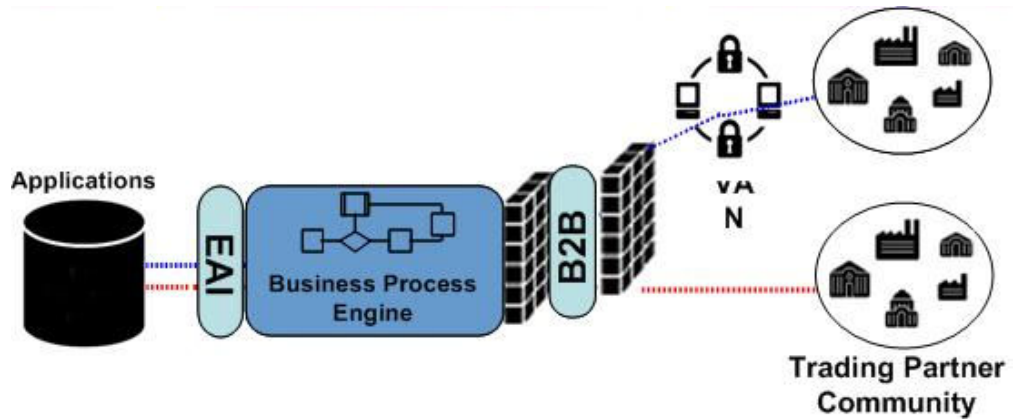 Applications
EAI
Business Process
Engine
B2B
VA
N
Trading Partner
Community